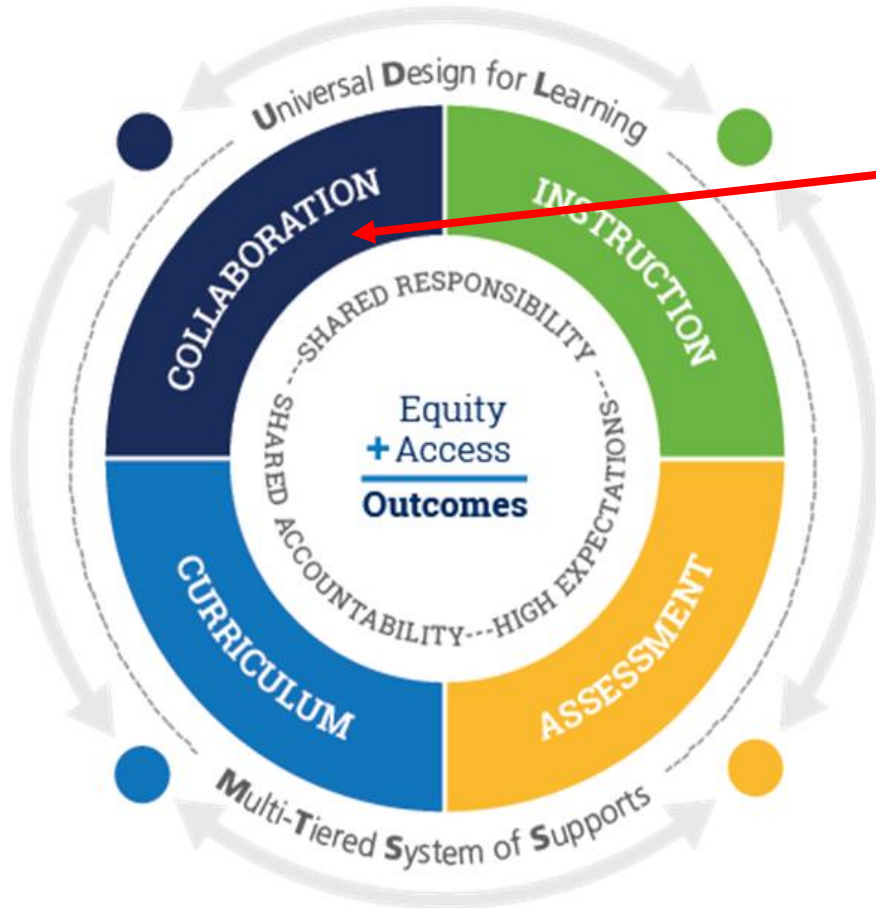 Universal Design for Learning
COLLABORATION
INSTRUCTION
SHARED RESPONSIBILITY ---HIGH EXPECTATIONS---SHARED ACCOUNTABILITY---
Equity
+Access
Outcomes
CURRICULUM
ASSESSMENT
Multi-Tiered System of Supports